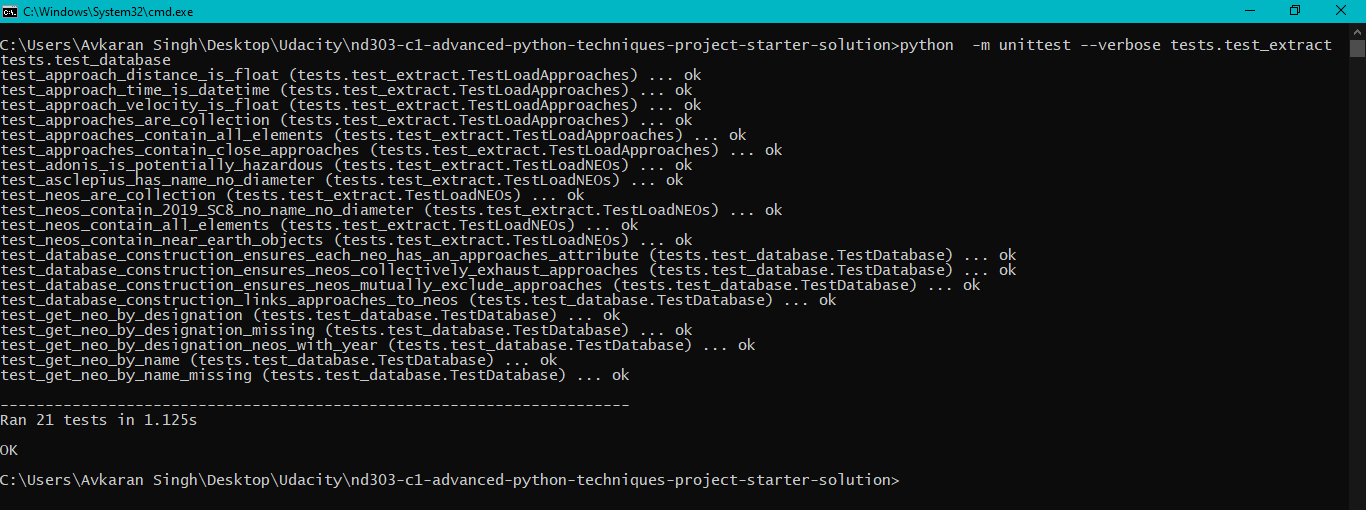 C:\Windows\System32\cmd.exe
C:\Users\Avkaran Singh\Desktop\Udacity\nd303-c1-advanced-python-techniques-project-starter-solution>python  -m unittest --verbose tests.test_extract
tests.test_database
test_approach_distance_is_float (tests.test_extract.TestLoadApproaches) ... ok
test_approach_time_is_datetime (tests.test_extract.TestLoadApproaches) ... ok
test_approach_velocity_is_float (tests.test_extract.TestLoadApproaches) ... ok
test_approaches_are_collection (tests.test_extract.TestLoadApproaches) ... ok
test_approaches_contain_all_elements (tests.test_extract.TestLoadApproaches) ... ok
test_approaches_contain_close_approaches (tests.test_extract.TestLoadApproaches) ... ok
test_adonis_is_potentially_hazardous (tests.test_extract.TestLoadNEOs) ... ok
test_asclepius_has_name_no_diameter (tests.test_extract.TestLoadNEOs) ... ok
test_neos_are_collection (tests.test_extract.TestLoadNEOs) ... ok
test_neos_contain_2019_SC8_no_name_no_diameter (tests.test_extract.TestLoadNEOs) ... ok
test_neos_contain_all_elements (tests.test_extract.TestLoadNEOs) ... ok
test_neos_contain_near_earth_objects (tests.test_extract.TestLoadNEOs) ... ok
test_database_construction_ensures_each_neo_has_an_approaches_attribute (tests.test_database.TestDatabase) ... ok
test_database_construction_ensures_neos_collectively_exhaust_approaches (tests.test_database.TestDatabase) ... ok
test_database_construction_ensures_neos_mutually_exclude_approaches (tests.test_database.TestDatabase) ... ok
test_database_construction_links_approaches_to_neos (tests.test_database.TestDatabase) ... ok
test_get_neo_by_designation (tests.test_database.TestDatabase) ... ok
test_get_neo_by_designation_missing (tests.test_database.TestDatabase) ... ok
test_get_neo_by_designation_neos_with_year (tests.test_database.TestDatabase) ... ok
test_get_neo_by_name (tests.test_database.TestDatabase) ... ok
test_get_neo_by_name_missing (tests.test_database.TestDatabase) ... ok
----------------------------------------------------------------------
Ran 21 tests in 1.125s
OK
C:\Users\Avkaran Singh\Desktop\Udacity\nd303-c1-advanced-python-techniques-project-starter-solution>